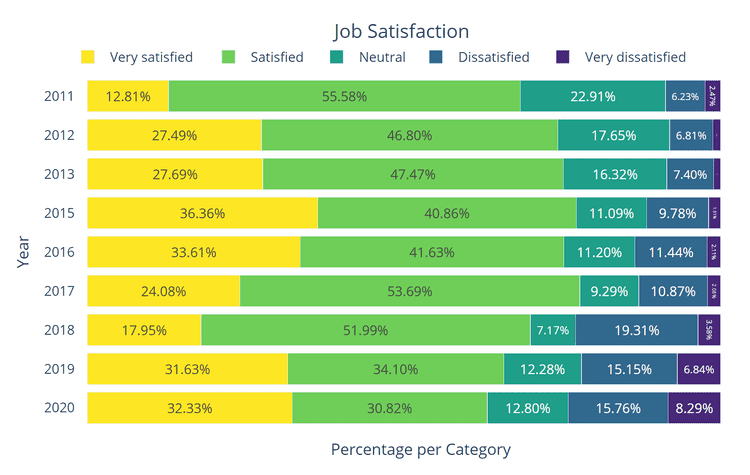 Job Satisfaction
Very satisfied Satisfied Neutral Dissatisfied Very dissatisfied
2011 12.81% 55.58% 22.91% 6.23% 2.47%
2012 27.49% 46.80% 17.65% 6.81%
2013 27.69% 47.47% 16.32% 7.40%
2015 36.36% 40.86% 11.09% 9.78%
2016 33.61% 41.63% 11.20% 11.44% 2.11%
2017 24.08% 53.69% 9.29% 10.87% 2.08%
2018 17.95% 51.99% 7.17% 19.31% 3.58%
2019 31.63% 34.10% 12.28% 15.15% 6.84%
2020 32.33% 30.82% 12.80% 15.76% 8.29%
Year
Percentage per Category